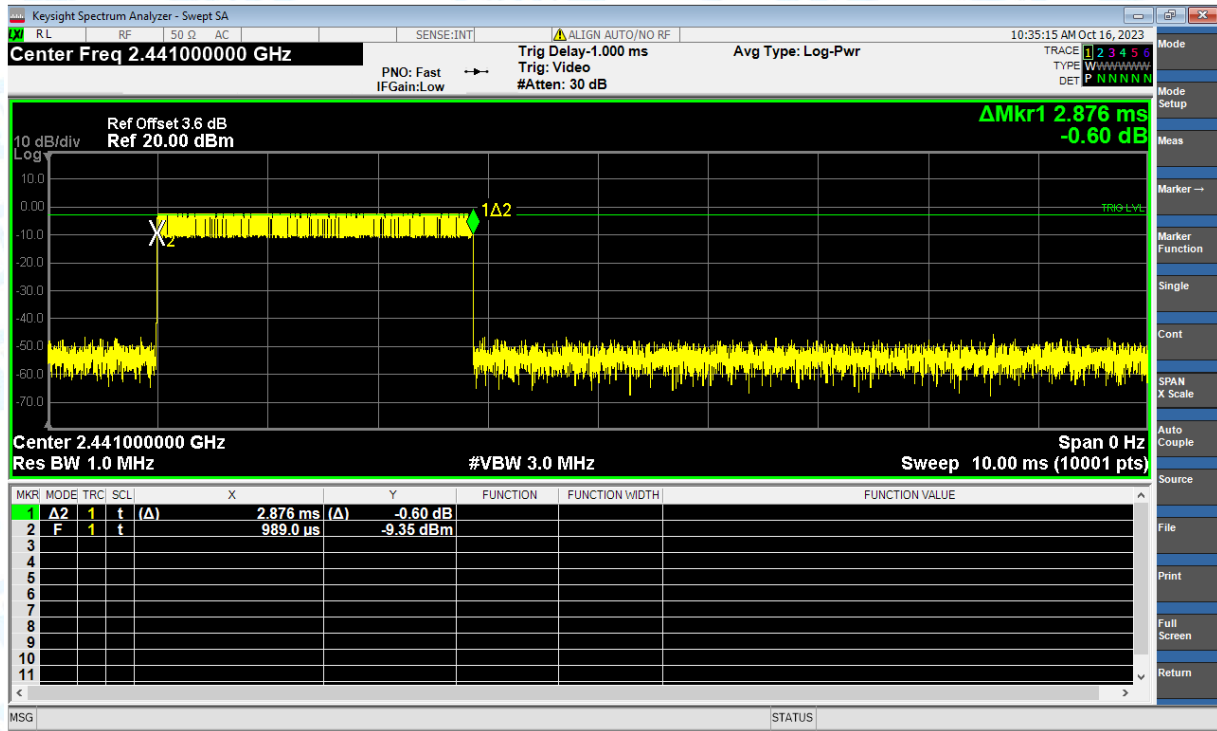 Keysight Spectrum Analyzer - Swept SA
LXI RL RF 50 Ω AC SENSE:INT ALIGN AUTO/NO RF 10:35:15 AM Oct 16, 2023
Center Freq 2.441000000 GHz
PNO: Fast
IFGain:Low
Trig Delay-1.000 ms
Trig: Video
#Atten: 30 dB
Avg Type: Log-Pwr
TRACE 1 2 3 4 5 6
TYPE WWWWWW
DET P N N N N N
ΔMkr1 2.876 ms
-0.60 dB
Ref Offset 3.6 dB
10 dB/div Ref 20.00 dBm
Log
10.0
0.00
-10.0
-20.0
-30.0
-40.0
-50.0
-60.0
-70.0
1Δ2
2
TRIG LVL
Center 2.441000000 GHz Span 0 Hz
Res BW 1.0 MHz #VBW 3.0 MHz Sweep 10.00 ms (10001 pts)
MKR MODE TRC SCL X Y FUNCTION FUNCTION WIDTH FUNCTION VALUE
1 Δ2 1 t (Δ) 2.876 ms (Δ) -0.60 dB
2 F 1 t 989.0 µs -9.35 dBm
3
4
5
6
7
8
9
10
11
MSG STATUS
Mode
Mode
Setup
Meas
Marker →
Marker
Function
Single
Cont
SPAN
X Scale
Auto
Couple
Source
File
Print
Full
Screen
Return